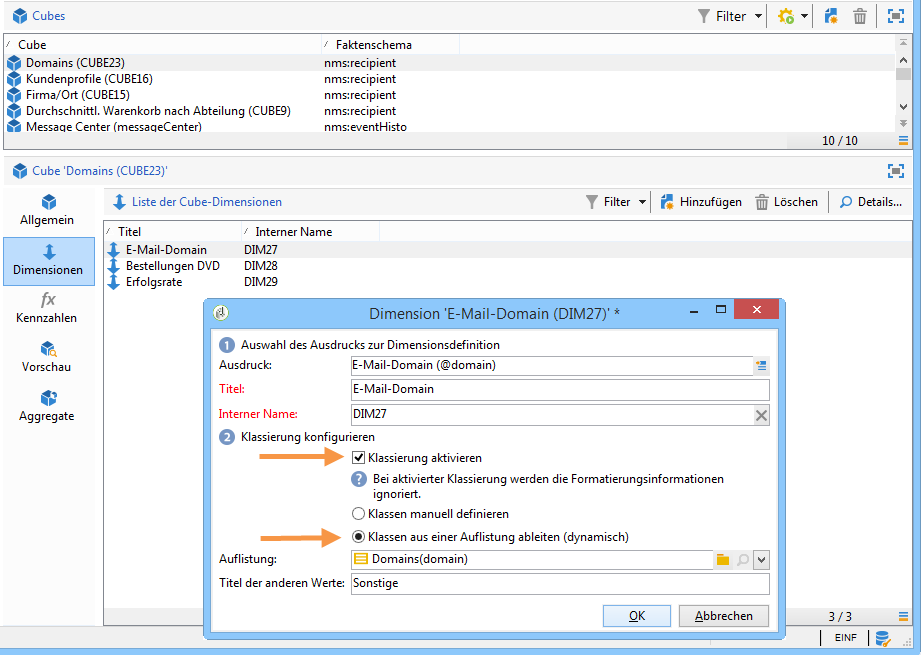 Cubes
Filter
Cube Faktenschema
Domains (CUBE23) nms:recipient
Kundenprofile (CUBE16) nms:recipient
Firma/Ort (CUBE15) nms:recipient
Durchschnittl. Warenkorb nach Abteilung (CUBE9) nms:recipient
Message Center (messageCenter) nms:eventHisto
10 / 10
Cube 'Domains (CUBE23)'
Allgemein
Dimensionen
fx
Kennzahlen
Vorschau
Aggregate
Liste der Cube-Dimensionen
Filter Hinzufügen Löschen Details...
Titel Interner Name
E-Mail-Domain DIM27
Bestellungen DVD DIM28
Erfolgsrate DIM29
Dimension 'E-Mail-Domain (DIM27)' *
1 Auswahl des Ausdrucks zur Dimensionsdefinition
Ausdruck: E-Mail-Domain (@domain)
Titel: E-Mail-Domain
Interner Name: DIM27
2 Klassierung konfigurieren
Klassierung aktivieren
? Bei aktivierter Klassierung werden die Formatierungsinformationen
ignoriert.
Klassen manuell definieren
Klassen aus einer Auflistung ableiten (dynamisch)
Auflistung: Domains(domain)
Titel der anderen Werte: Sonstige
OK Abbrechen
3 / 3
EINF